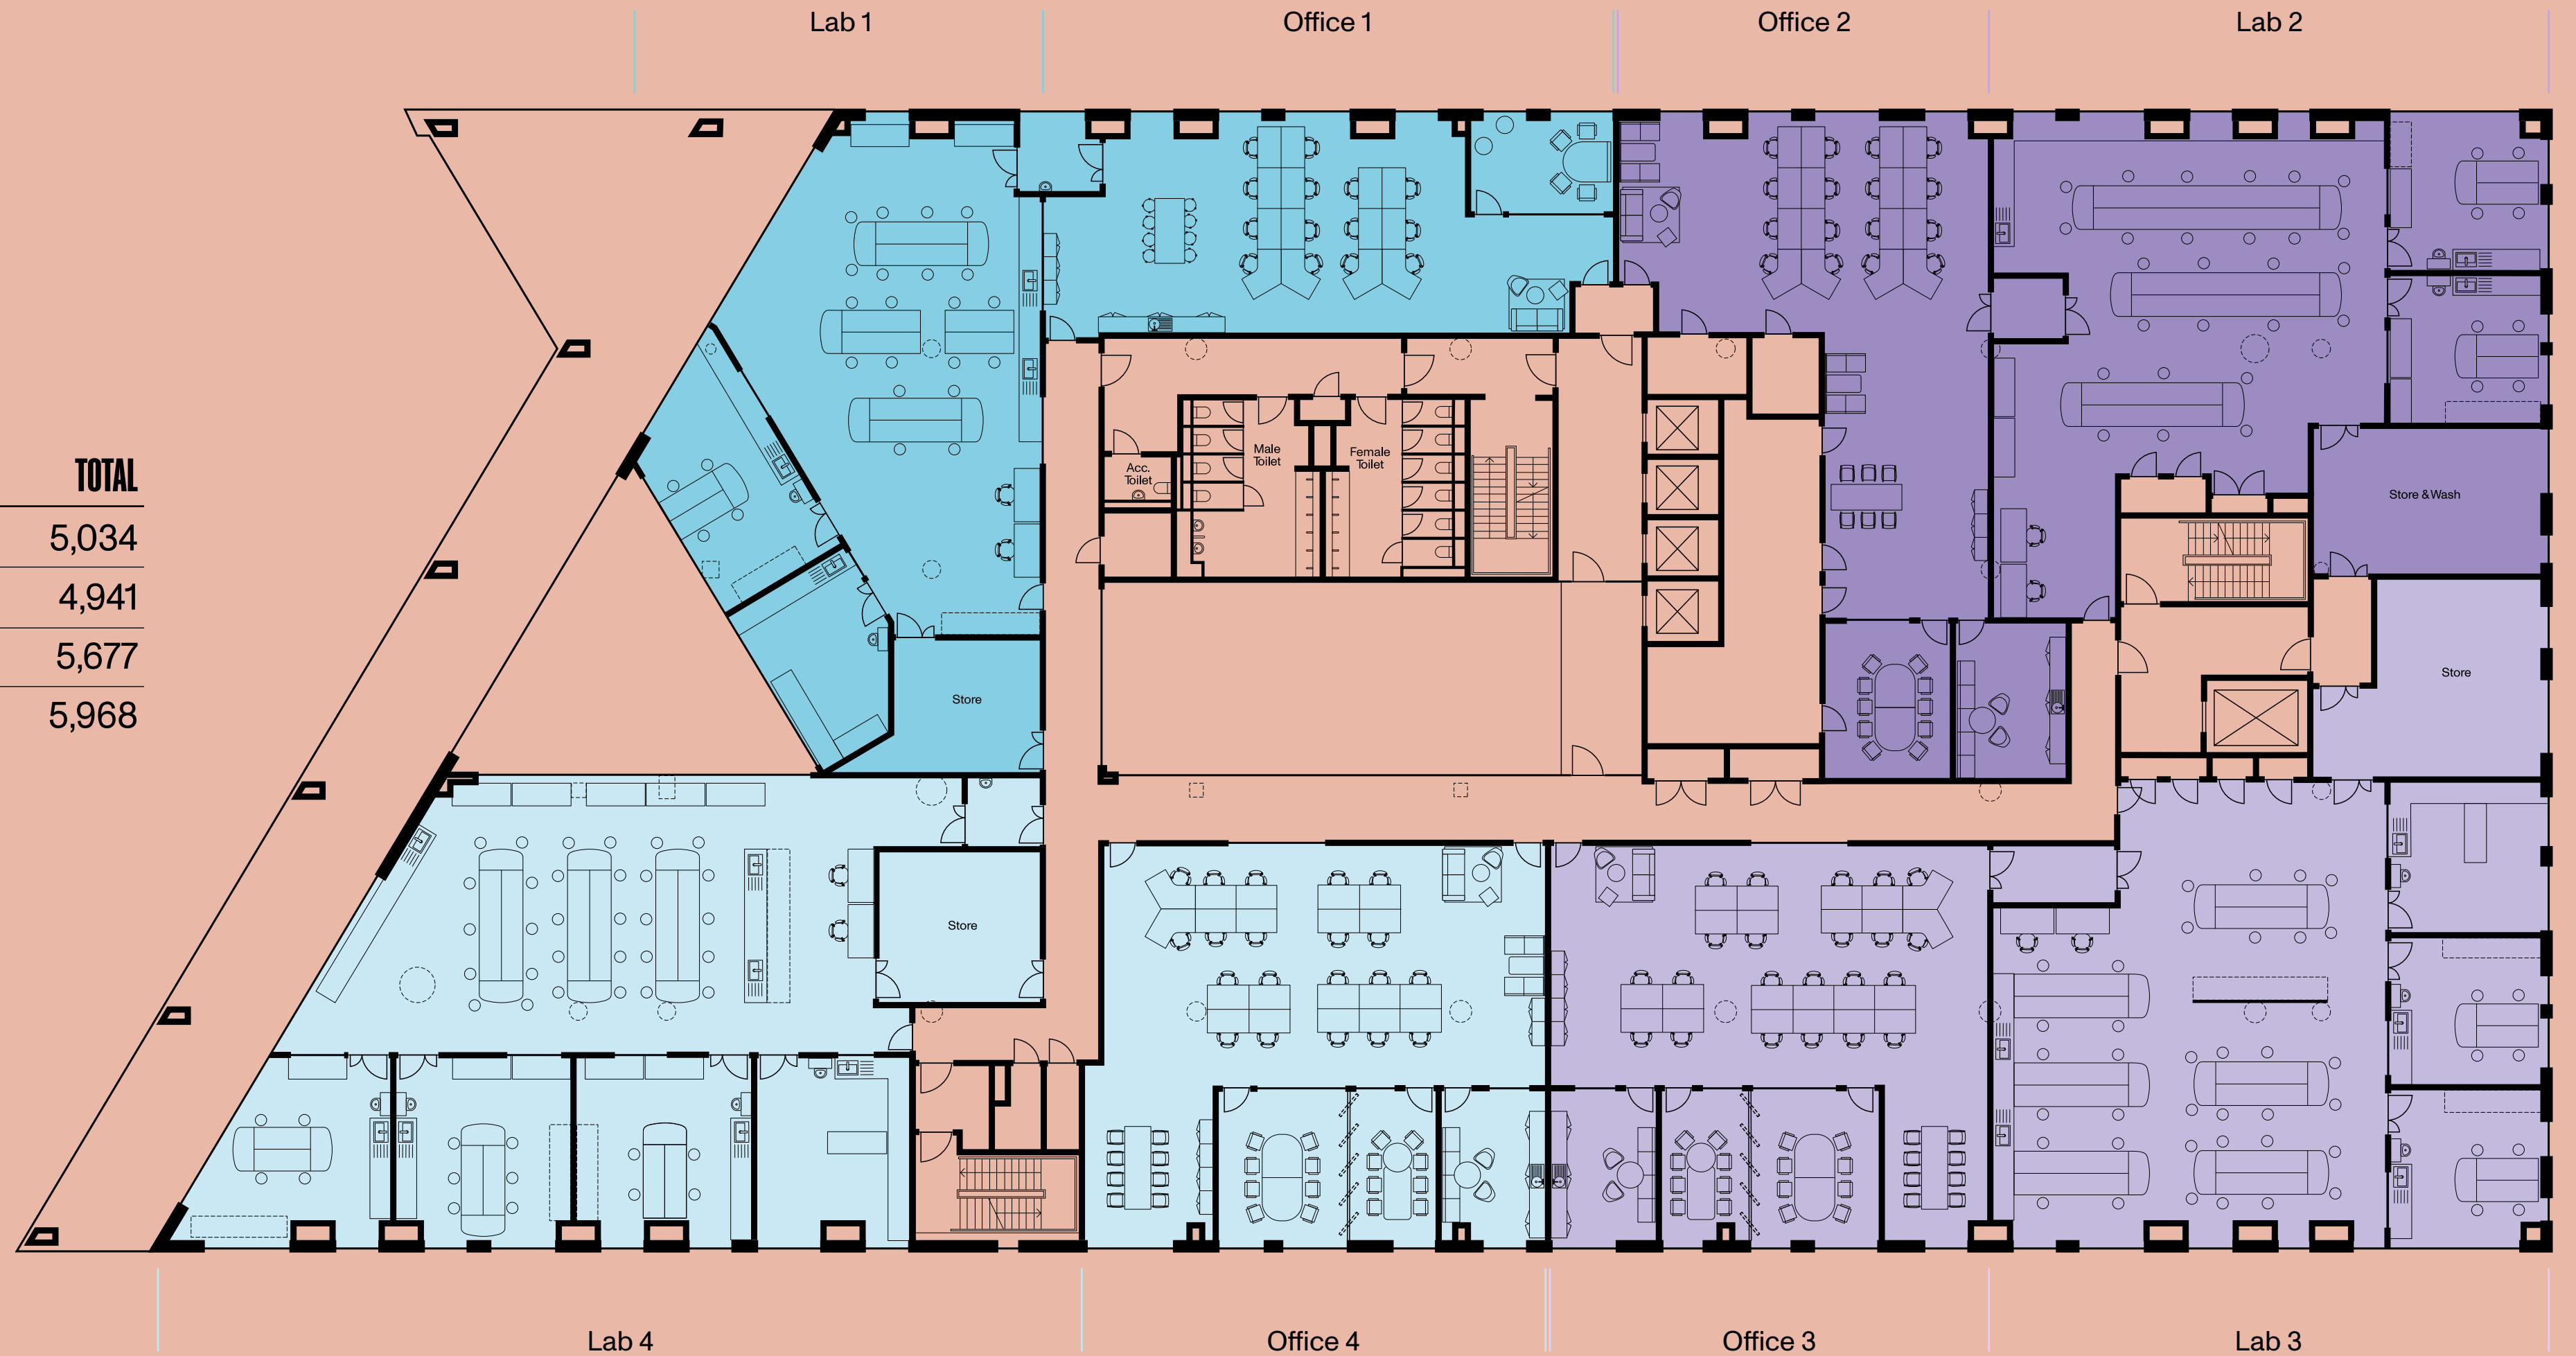 Lab 1
Office 1
Office 2
Lab 2
TOTAL
5,034
4,941
5,677
5,968
Acc.
Toilet
Male
Toilet
Female
Toilet
Store & Wash
Store
Store
Store
Lab 4
Office 4
Office 3
Lab 3